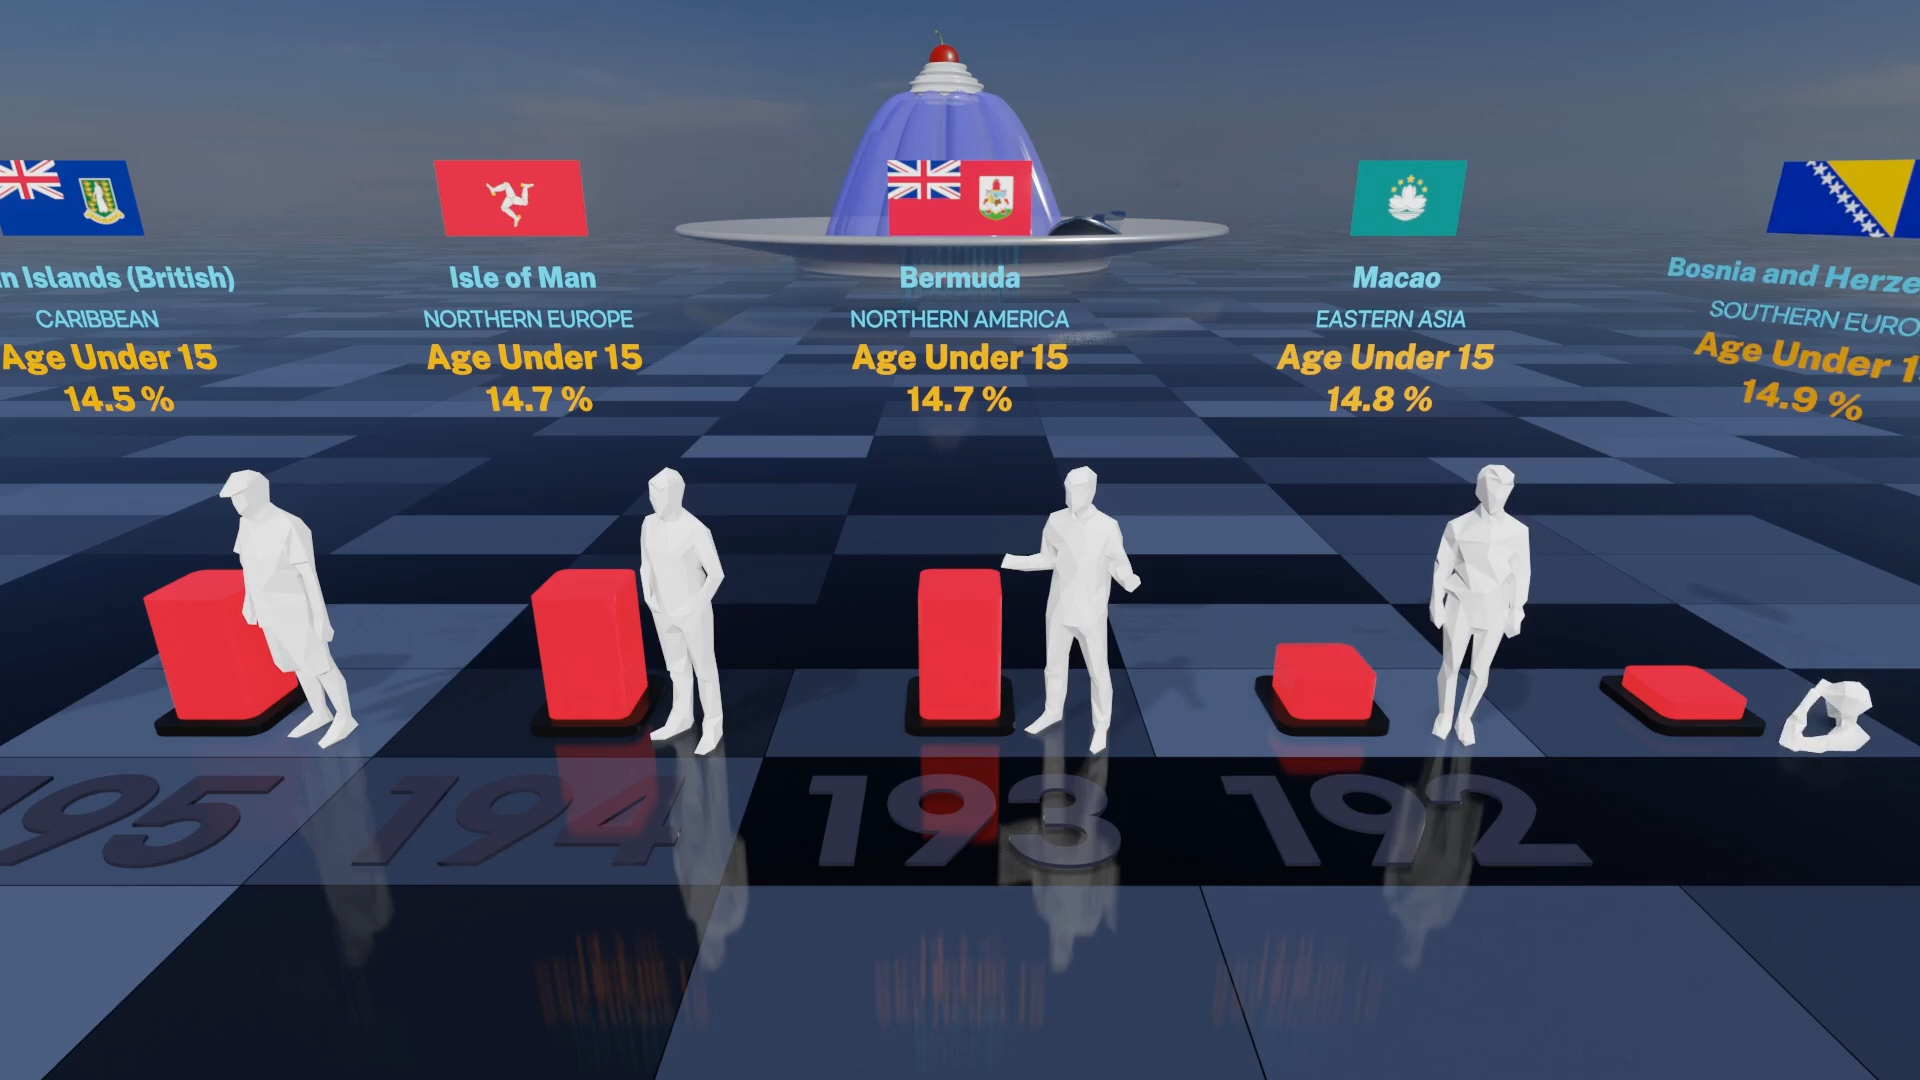 n Islands (British)
CARIBBEAN
Age Under 15
14.5 %
Isle of Man
NORTHERN EUROPE
Age Under 15
14.7 %
Bermuda
NORTHERN AMERICA
Age Under 15
14.7 %
Macao
EASTERN ASIA
Age Under 15
14.8 %
Bosnia and Herze
SOUTHERN EURO
Age Under 1
14.9 %
195
194
193
192